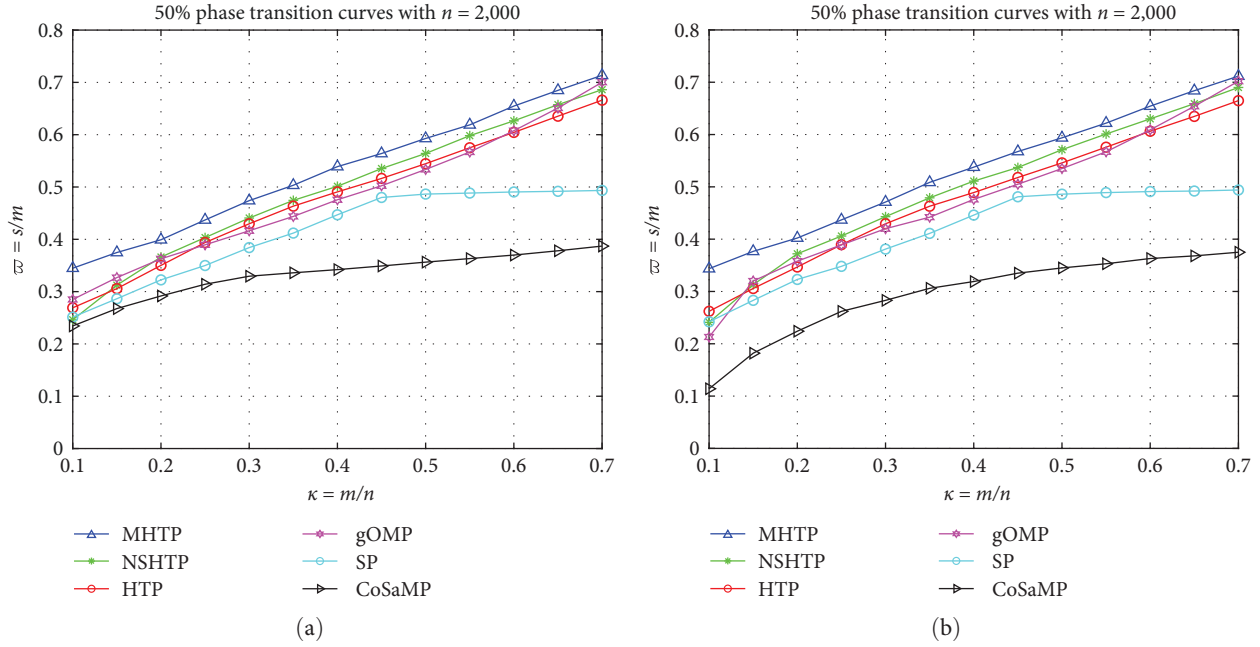 50% phase transition curves with n = 2,000
0.8
0.7
0.6
0.5
0.4
0.3
0.2
0.1
0
ϖ = s/m
0.1 0.2 0.3 0.4 0.5 0.6 0.7
κ = m/n
MHTP
NSHTP
HTP
gOMP
SP
CoSaMP
(a)
50% phase transition curves with n = 2,000
0.8
0.7
0.6
0.5
0.4
0.3
0.2
0.1
0
ϖ = s/m
0.1 0.2 0.3 0.4 0.5 0.6 0.7
κ = m/n
MHTP
NSHTP
HTP
gOMP
SP
CoSaMP
(b)